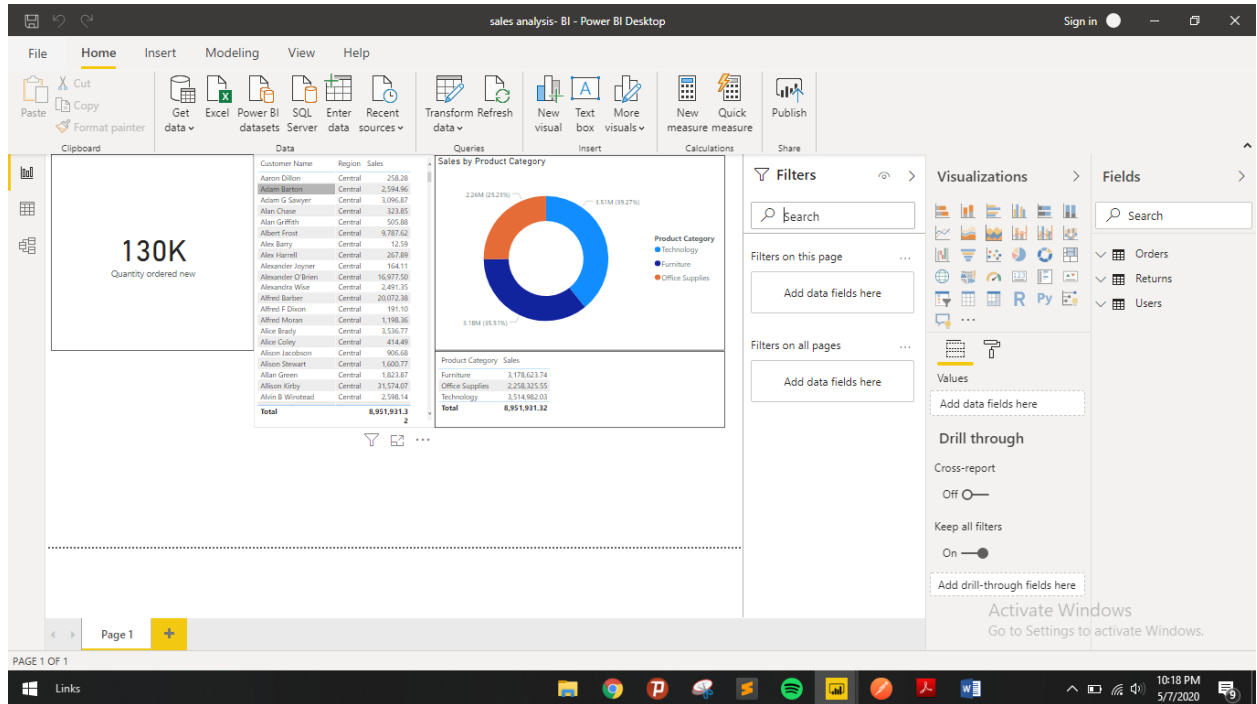 sales analysis- BI - Power BI Desktop
Sign in
File Home Insert Modeling View Help
Paste
Cut
Copy
Format painter
Clipboard
Get data
Excel
Power BI datasets
SQL Server
Enter data
Recent sources
Data
Transform data
Refresh
Queries
New visual
Text box
More visuals
Insert
New measure
Quick measure
Calculations
Publish
Share
130K
Quantity ordered new
Customer Name Region Sales
Aaron Dillon Central 258.28
Adam Barton Central 2,594.96
Adam G Sawyer Central 3,096.87
Alan Chase Central 323.85
Alan Griffith Central 505.88
Albert Frost Central 9,787.62
Alex Barry Central 12.59
Alex Harrell Central 267.89
Alexander Joyner Central 164.11
Alexander O'Brien Central 16,977.50
Alexandra Wise Central 2,491.35
Alfred Barber Central 20,072.38
Alfred F Dixon Central 191.10
Alfred Moran Central 1,198.36
Alice Brady Central 3,536.77
Alice Coley Central 414.49
Alison Jacobson Central 906.68
Alison Stewart Central 1,600.77
Allan Green Central 1,823.87
Allison Kirby Central 31,574.07
Alvin B Winstead Central 2,598.14
Total 8,951,931.3
2
Sales by Product Category
2.26M (25.23%)
3.51M (39.27%)
3.18M (35.51%)
Product Category
Technology
Furniture
Office Supplies
Product Category Sales
Furniture 3,178,623.74
Office Supplies 2,258,325.55
Technology 3,514,982.03
Total 8,951,931.32
Filters
Search
Filters on this page
Add data fields here
Filters on all pages
Add data fields here
Visualizations
R Py
Values
Add data fields here
Drill through
Cross-report
Off
Keep all filters
On
Add drill-through fields here
Fields
Search
Orders
Returns
Users
Activate Windows
Go to Settings to activate Windows.
Page 1
PAGE 1 OF 1
Links
10:18 PM
5/7/2020